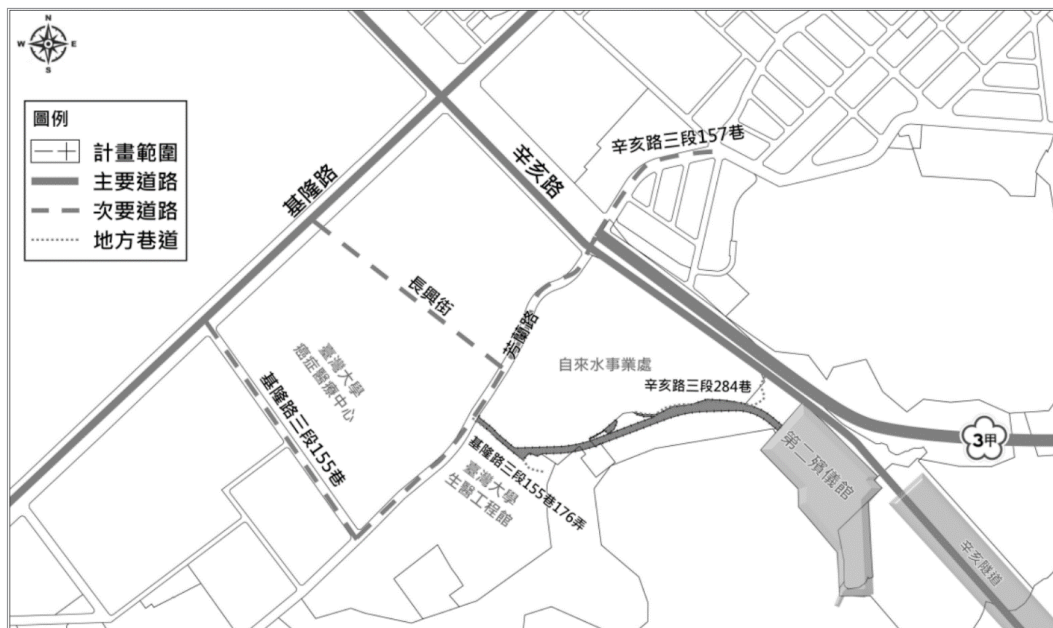 N
W E
S
圖例
計畫範圍
主要道路
次要道路
地方巷道
辛亥路三段157巷
辛亥路
基隆路
長興街
芳蘭路
臺灣大學
癌症醫療中心
自來水事業處
辛亥路三段284巷
基隆路三段155巷
基隆路三段155巷176弄
臺灣大學
生醫工程館
第二殯儀館
3甲
辛亥隧道